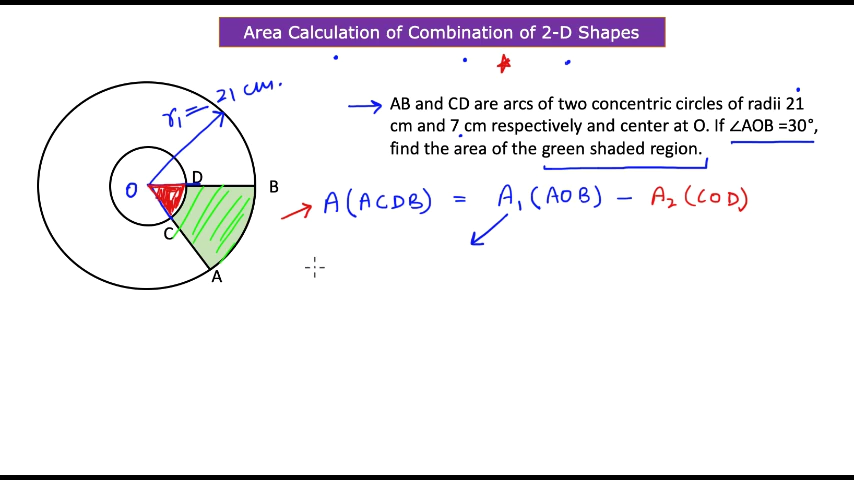 Area Calculation of Combination of 2-D Shapes
r₁ = 21 cm.
AB and CD are arcs of two concentric circles of radii 21
cm and 7 cm respectively and center at O. If ∠AOB =30°,
find the area of the green shaded region.
O
D
B
C
A
A(ACDB) = A₁(AOB) − A₂(COD)